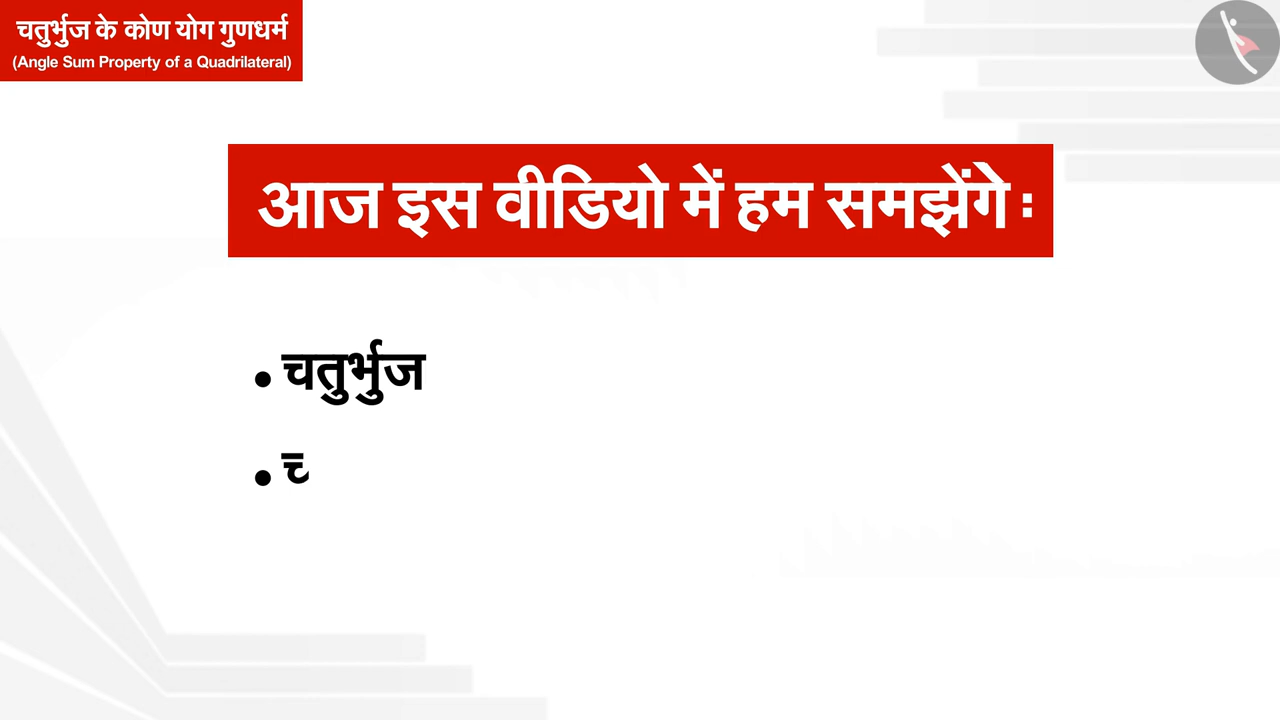 चतुर्भुज के कोण योग गुणधर्म
(Angle Sum Property of a Quadrilateral)
आज इस वीडियो में हम समझेंगे :
• चतुर्भुज
•